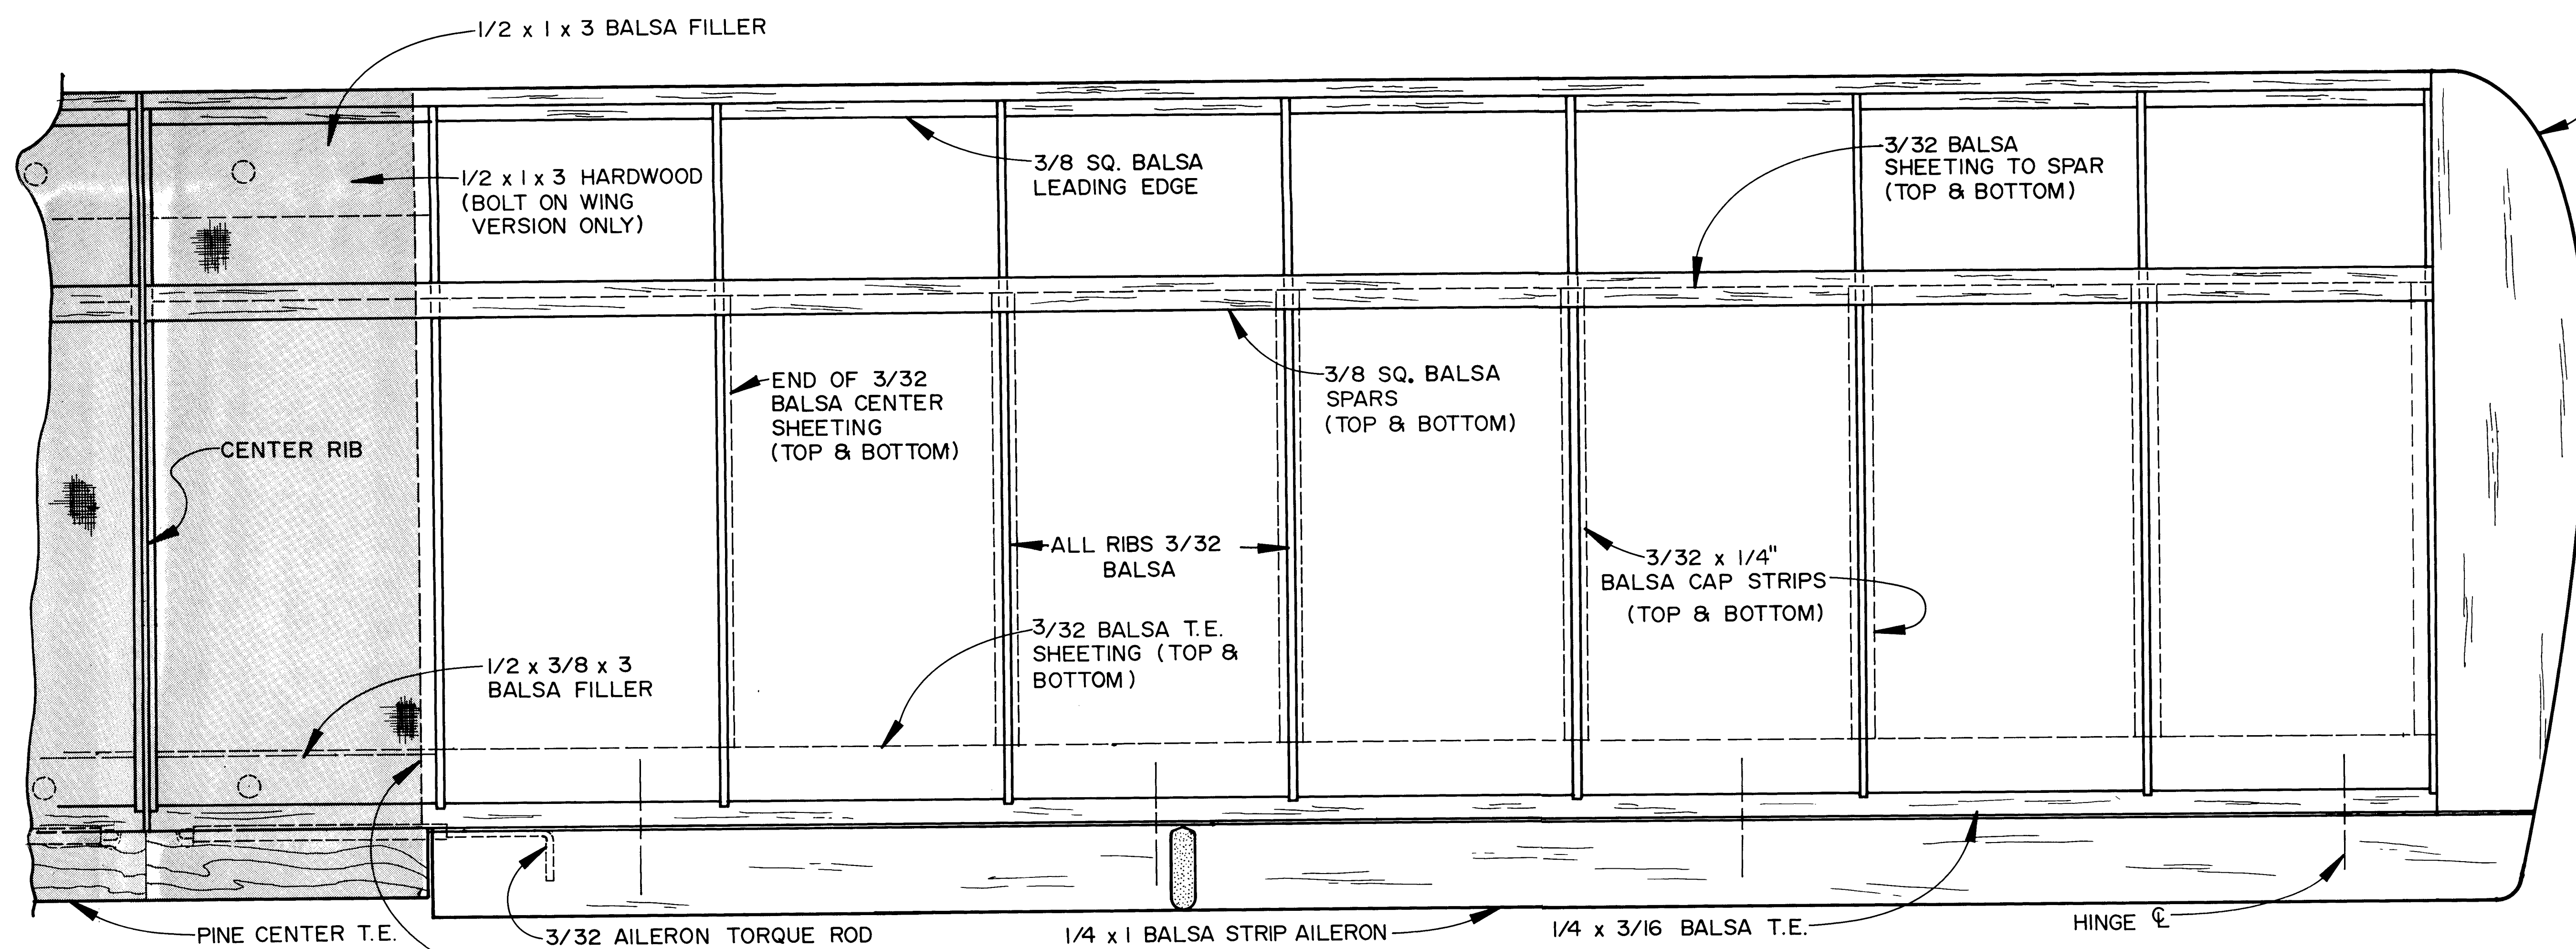 1/2 x 1 x 3 BALSA FILLER
1/2 x 1 x 3 HARDWOOD
(BOLT ON WING
VERSION ONLY)
3/8 SQ. BALSA
LEADING EDGE
3/32 BALSA
SHEETING TO SPAR
(TOP & BOTTOM)
END OF 3/32
BALSA CENTER
SHEETING
(TOP & BOTTOM)
3/8 SQ. BALSA
SPARS
(TOP & BOTTOM)
CENTER RIB
ALL RIBS 3/32
BALSA
3/32 x 1/4"
BALSA CAP STRIPS
(TOP & BOTTOM)
3/32 BALSA T.E.
SHEETING (TOP &
BOTTOM)
1/2 x 3/8 x 3
BALSA FILLER
PINE CENTER T.E.
3/32 AILERON TORQUE ROD
1/4 x 1 BALSA STRIP AILERON
1/4 x 3/16 BALSA T.E.
HINGE ℄